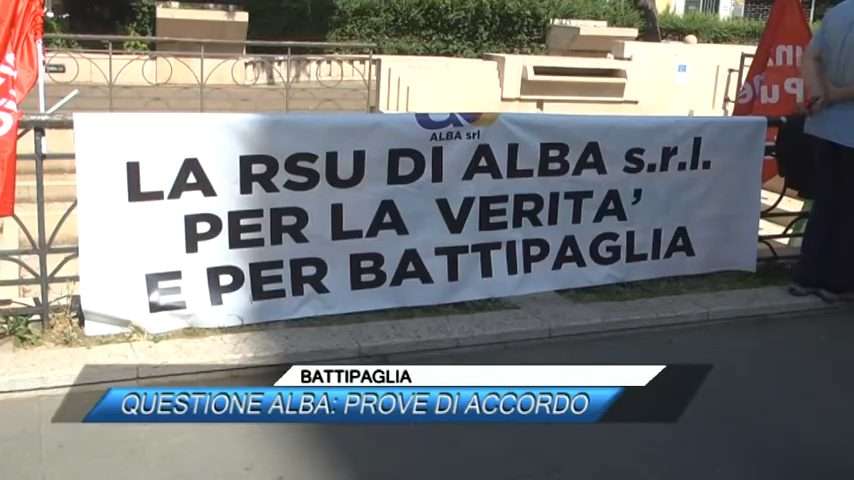 ALBA srl
LA RSU DI ALBA s.r.l.
PER LA VERITA'
E PER BATTIPAGLIA
BATTIPAGLIA
QUESTIONE ALBA: PROVE DI ACCORDO